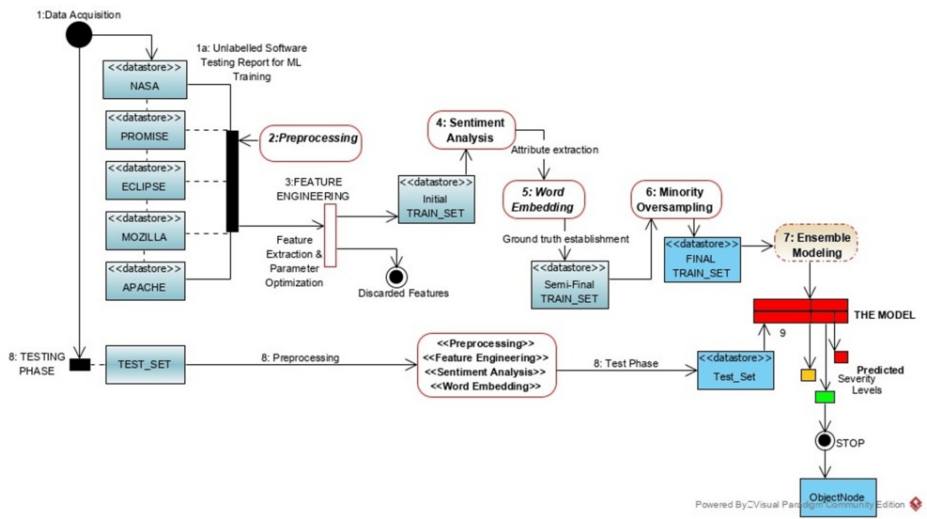 1:Data Acquisition
1a: Unlabelled Software
Testing Report for ML
Training
<<datastore>>
NASA
<<datastore>>
PROMISE
<<datastore>>
ECLIPSE
<<datastore>>
MOZILLA
<<datastore>>
APACHE
2:Preprocessing
3:FEATURE
ENGINEERING
Feature
Extraction &
Parameter
Optimization
Discarded Features
<<datastore>>
Initial
TRAIN_SET
4: Sentiment
Analysis
Attribute extraction
5: Word
Embedding
Ground truth establishment
<<datastore>>
Semi-Final
TRAIN_SET
6: Minority
Oversampling
<<datastore>>
FINAL
TRAIN_SET
7: Ensemble
Modeling
THE MODEL
8: TESTING
PHASE
TEST_SET
8: Preprocessing
<<Preprocessing>>
<<Feature Engineering>>
<<Sentiment Analysis>>
<<Word Embedding>>
8: Test Phase
<<datastore>>
Test_Set
9
Predicted
Severity
Levels
STOP
ObjectNode
Powered By Visual Paradigm Community Edition